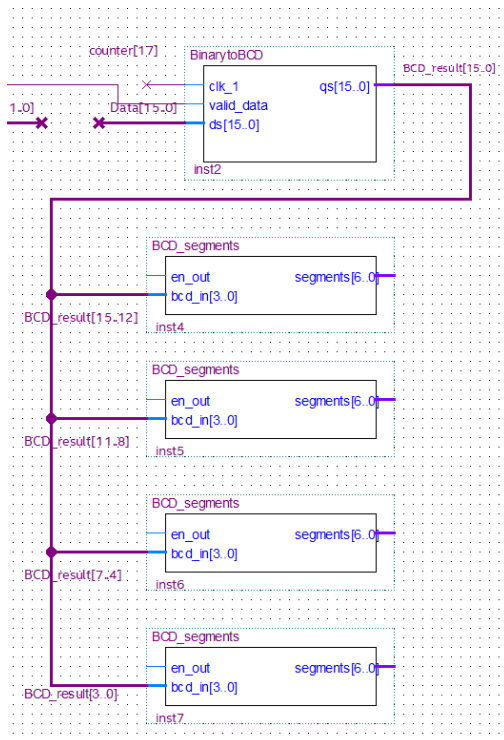 counter[17]
BinarytoBCD
BCD_result[15..0]
clk_1
qs[15..0]
1..0]
Data[15..0]
valid_data
ds[15..0]
inst2
BCD_segments
en_out
segments[6..0]
bcd_in[3..0]
BCD_result[15..12]
inst4
BCD_segments
en_out
segments[6..0]
bcd_in[3..0]
BCD_result[11..8]
inst5
BCD_segments
en_out
segments[6..0]
bcd_in[3..0]
BCD_result[7..4]
inst6
BCD_segments
en_out
segments[6..0]
bcd_in[3..0]
BCD_result[3..0]
inst7